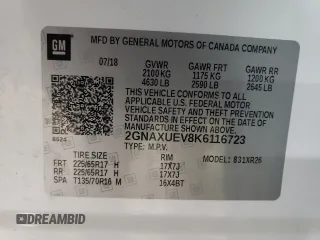 GM
MFD BY GENERAL MOTORS OF CANADA COMPANY
07/18 GVWR GAWR FRT GAWR RR
2100 KG 1175 KG 1200 KG
4630 LB 2590 LB 2645 LB
THIS VEHICLE CONFORMS TO ALL
APPLICABLE U.S. FEDERAL MOTOR
VEHICLE SAFETY AND THEFT
PREVENTION STANDARDS IN EFFECT
ON THE DATE OF MANUFACTURE
SHOWN ABOVE.
2GNAXUEV8K6116723
TYPE: M.P.V.
TIRE SIZE RIM MODEL: 831XR26
FRT 225/65R17 H 17X7J
RR 225/65R17 H 17X7J
SPA T135/70R16 M 16X4BT
EDRAMBID